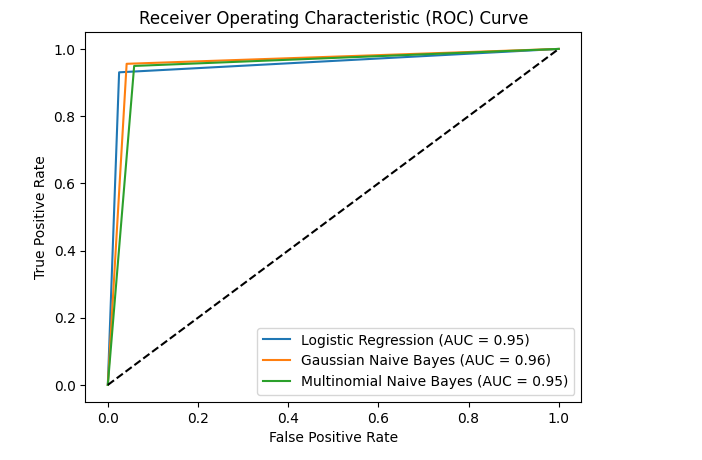 Receiver Operating Characteristic (ROC) Curve
1.0
0.8
0.6
0.4
0.2
0.0
True Positive Rate
Logistic Regression (AUC = 0.95)
Gaussian Naive Bayes (AUC = 0.96)
Multinomial Naive Bayes (AUC = 0.95)
0.0 0.2 0.4 0.6 0.8 1.0
False Positive Rate